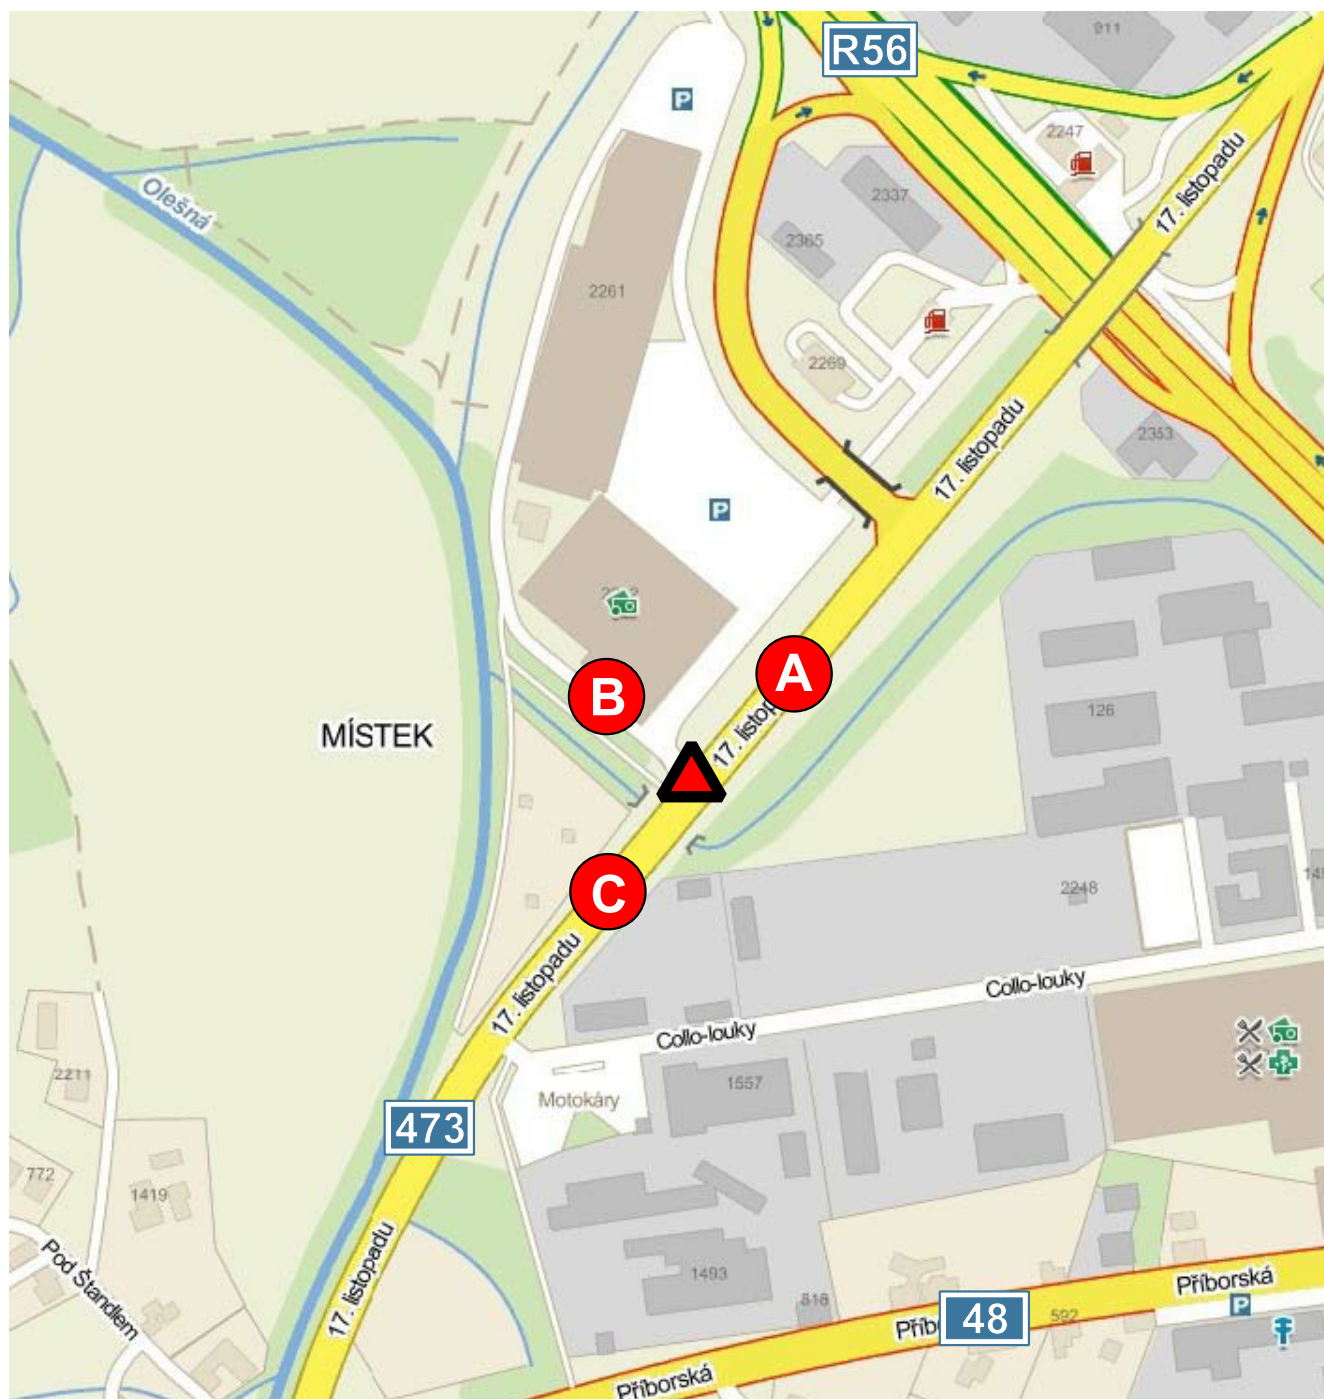 911
R56
P
2247
17. listopadu
2337
Olešná
2365
2261
2269
17. listopadu
2353
P
A
B
126
MÍSTEK
17. listop
C
2248
17. listopadu
Collo-louky
Collo-louky
2211
1557
Motokáry
473
772
1419
Pod Štandlem
17. listopadu
1493
Příborská
P
818
Příb
48
592
Příborská